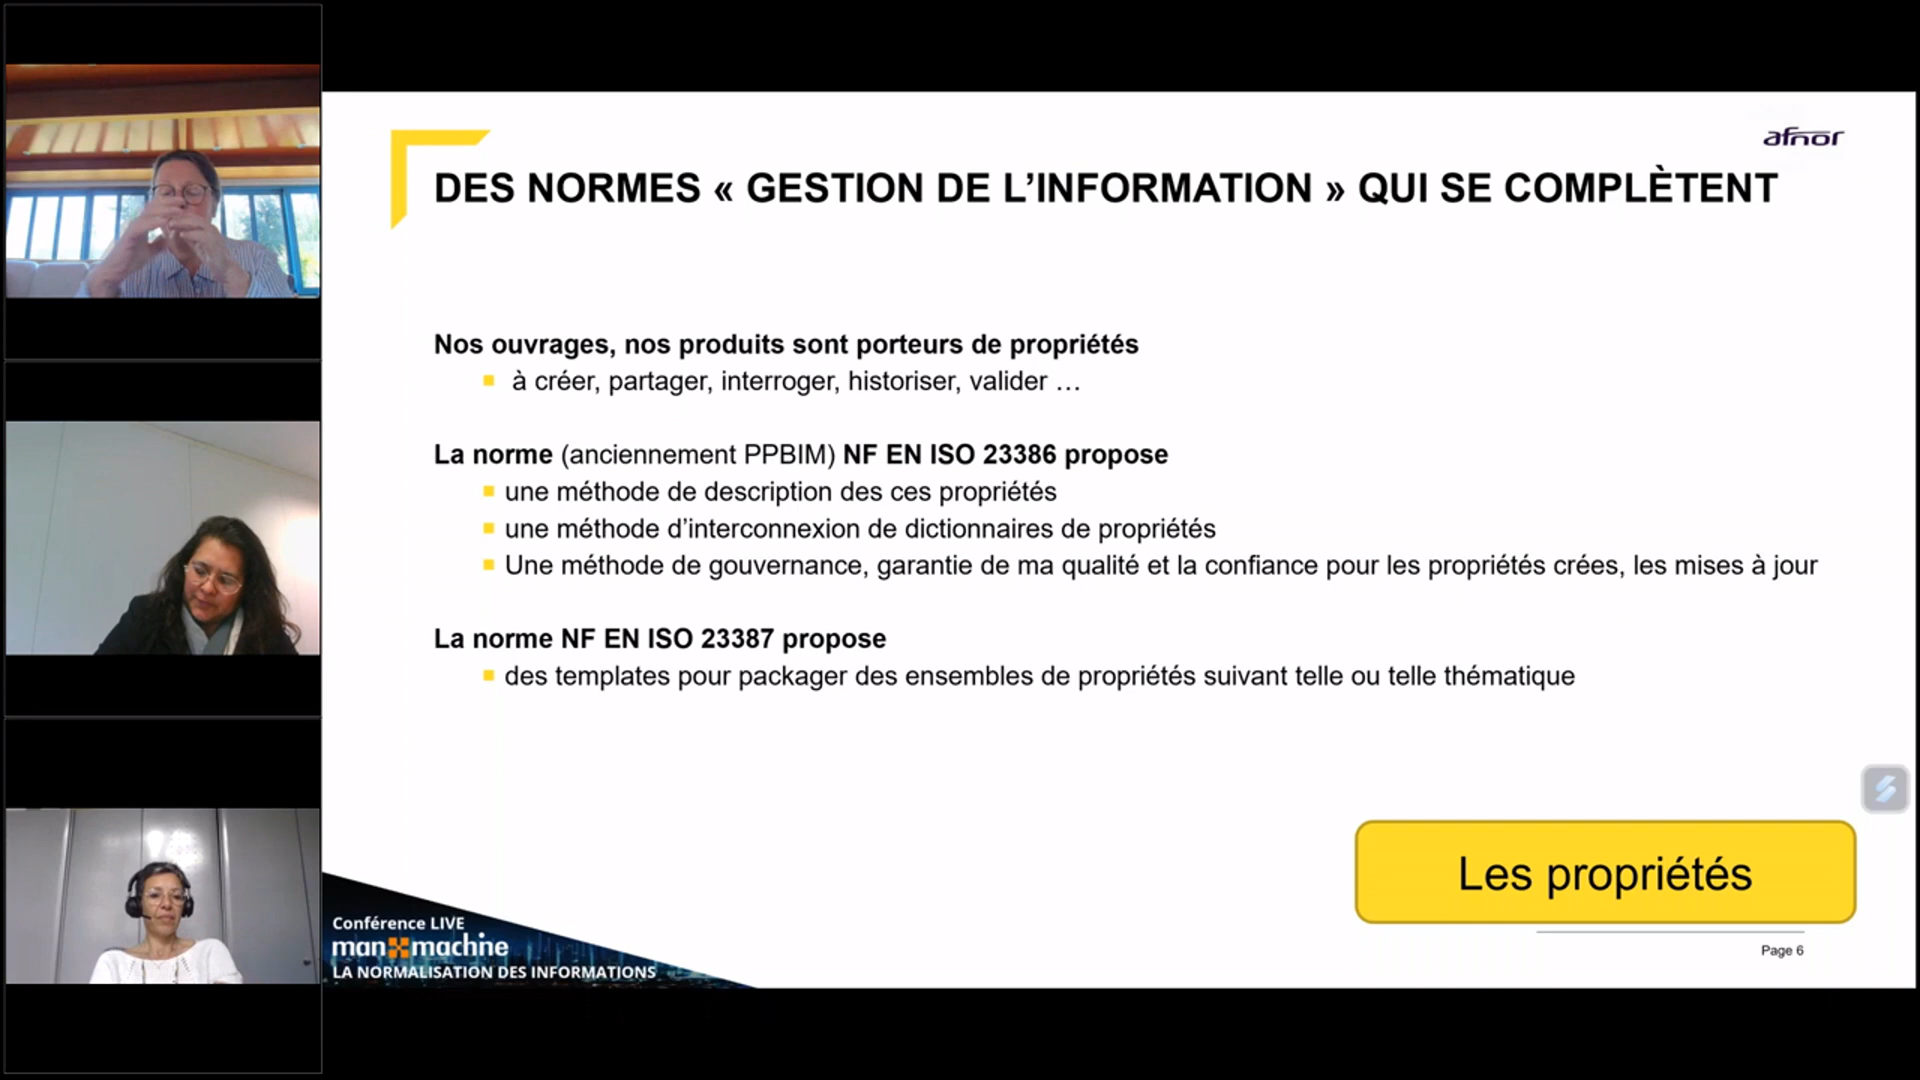 afnor
DES NORMES « GESTION DE L’INFORMATION » QUI SE COMPLÈTENT
Nos ouvrages, nos produits sont porteurs de propriétés
à créer, partager, interroger, historiser, valider …
La norme (anciennement PPBIM) NF EN ISO 23386 propose
une méthode de description des ces propriétés
une méthode d’interconnexion de dictionnaires de propriétés
Une méthode de gouvernance, garantie de ma qualité et la confiance pour les propriétés crées, les mises à jour
La norme NF EN ISO 23387 propose
des templates pour packager des ensembles de propriétés suivant telle ou telle thématique
Les propriétés
Page 6
Conférence LIVE
man machine
LA NORMALISATION DES INFORMATIONS